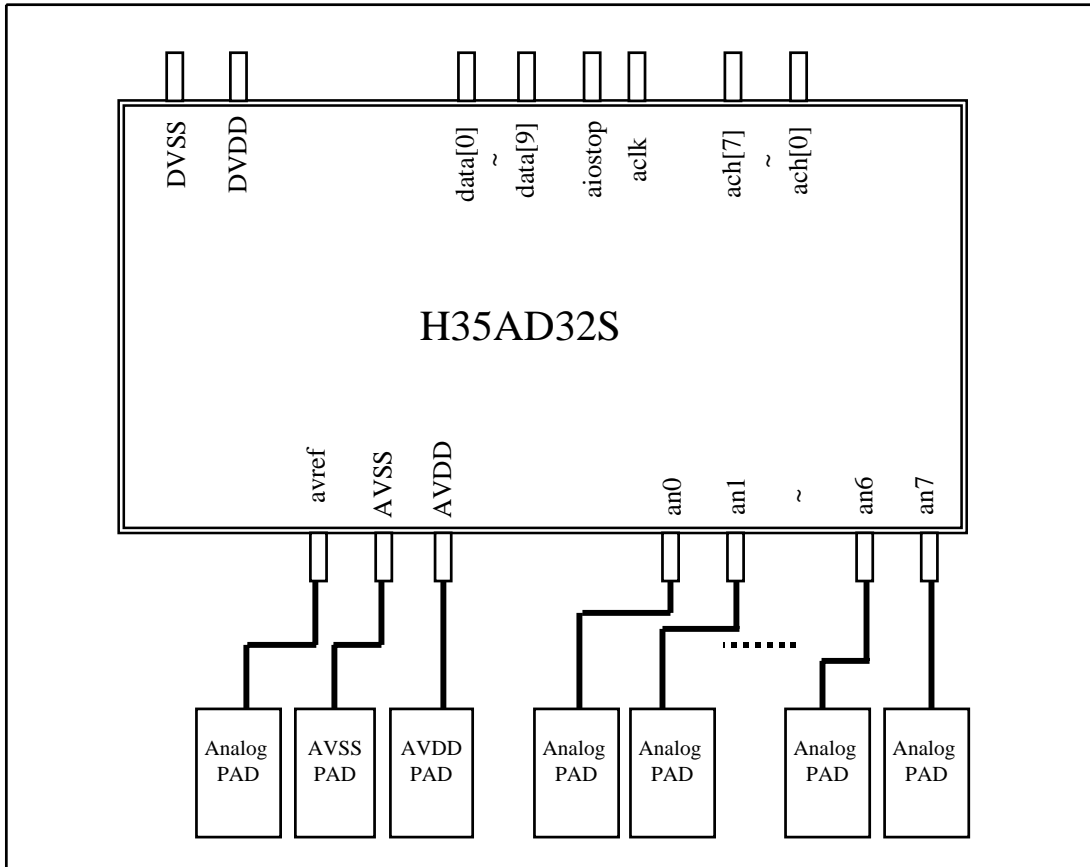 DVSS
DVDD
data[0]
~
data[9]
aiostop
aclk
ach[7]
~
ach[0]
H35AD32S
avref
AVSS
AVDD
an0
an1
~
an6
an7
Analog
PAD
AVSS
PAD
AVDD
PAD
Analog
PAD
Analog
PAD
Analog
PAD
Analog
PAD